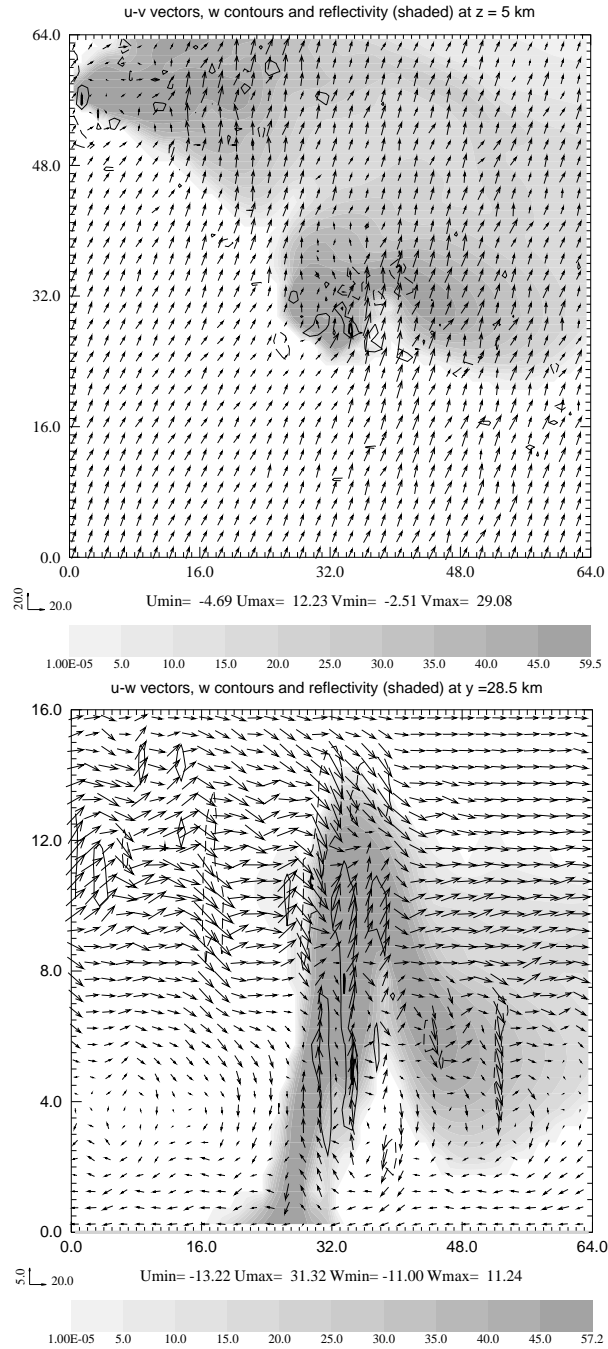 u-v vectors, w contours and reflectivity (shaded) at z = 5 km
64.0
48.0
32.0
16.0
0.0
0.0 16.0 32.0 48.0 64.0
20.0
20.0
Umin= -4.69 Umax= 12.23 Vmin= -2.51 Vmax= 29.08
1.00E-05 5.0 10.0 15.0 20.0 25.0 30.0 40.0 45.0 59.5
u-w vectors, w contours and reflectivity (shaded) at y =28.5 km
16.0
12.0
8.0
4.0
0.0
0.0 16.0 32.0 48.0 64.0
5.0
20.0
Umin= -13.22 Umax= 31.32 Wmin= -11.00 Wmax= 11.24
1.00E-05 5.0 10.0 15.0 20.0 25.0 30.0 40.0 45.0 57.2